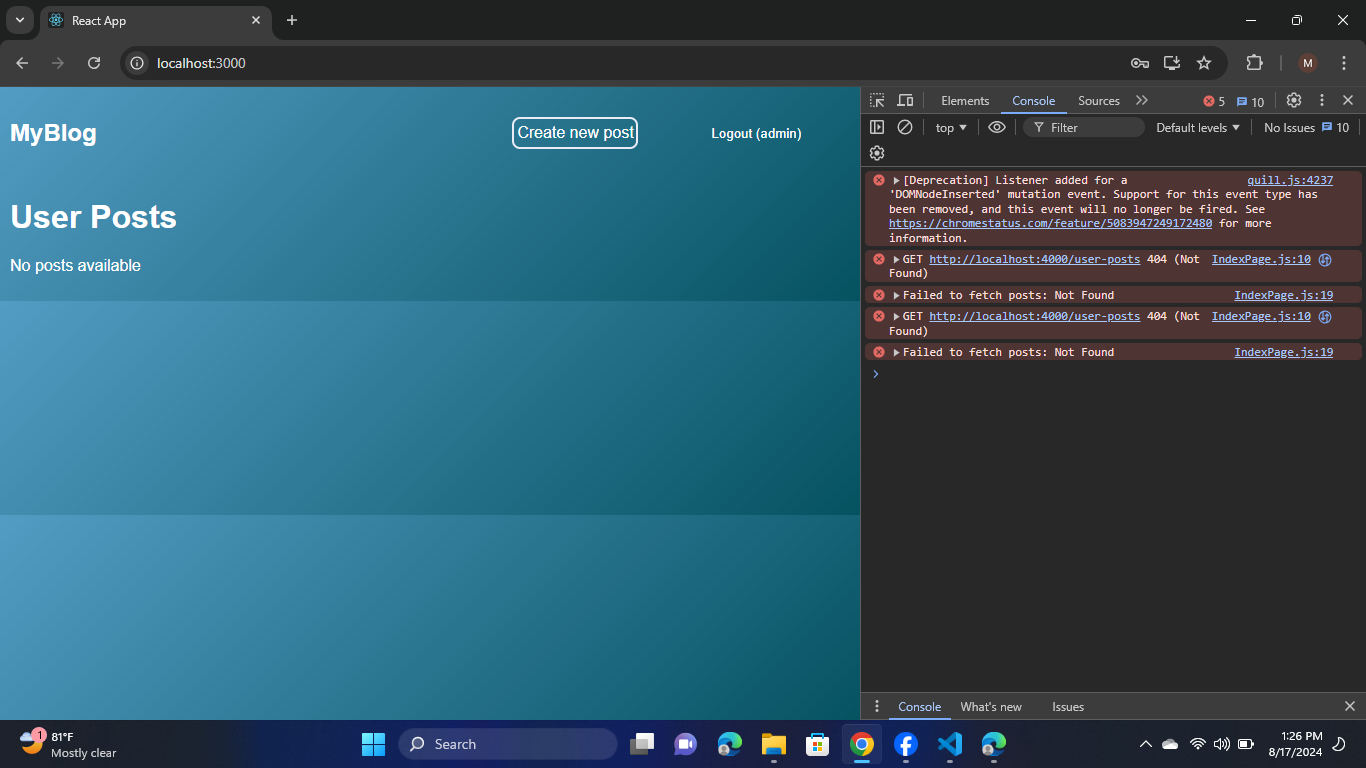 React App
localhost:3000
M
MyBlog
Create new post
Logout (admin)
User Posts
No posts available
Elements
Console
Sources
5
10
top
Filter
Default levels
No Issues
10
[Deprecation] Listener added for a quill.js:4237
'DOMNodeInserted' mutation event. Support for this event type has
been removed, and this event will no longer be fired. See
https://chromestatus.com/feature/5083947249172480 for more
information.
GET http://localhost:4000/user-posts 404 (Not IndexPage.js:10
Found)
Failed to fetch posts: Not Found IndexPage.js:19
GET http://localhost:4000/user-posts 404 (Not IndexPage.js:10
Found)
Failed to fetch posts: Not Found IndexPage.js:19
Console
What's new
Issues
1
81°F
Mostly clear
Search
1:26 PM
8/17/2024